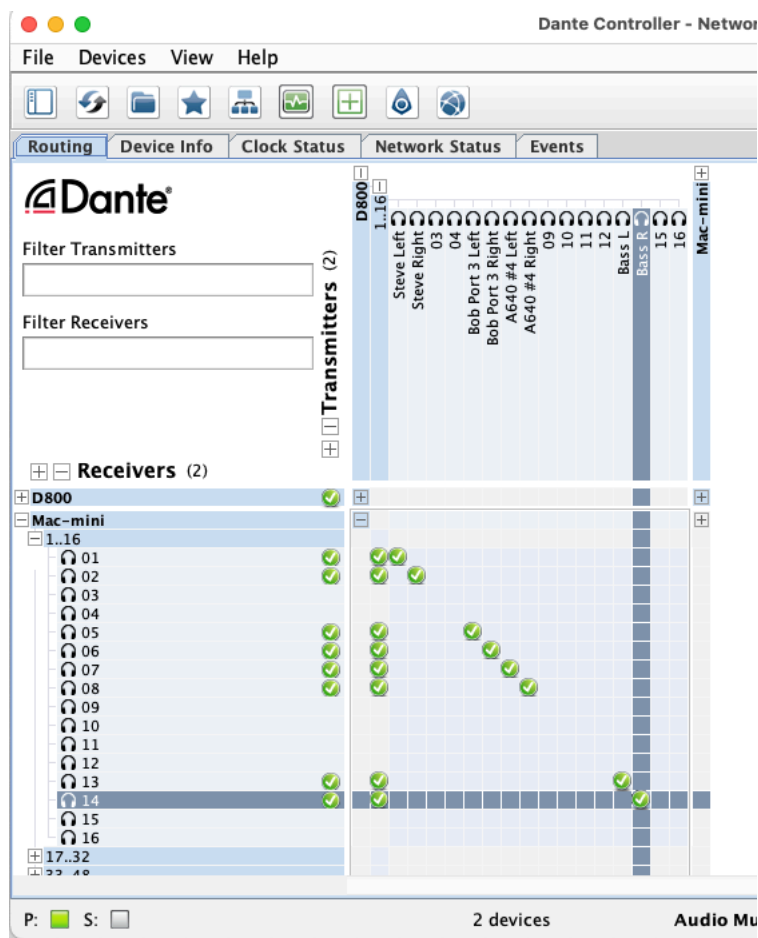 Dante Controller - Networ
File Devices View Help
Routing Device Info Clock Status Network Status Events
Dante®
Filter Transmitters
Filter Receivers
Transmitters (2)
D800
1..16
Steve Left
Steve Right
03
04
Bob Port 3 Left
Bob Port 3 Right
A640 #4 Left
A640 #4 Right
09
10
11
12
Bass L
Bass R
15
16
Mac-mini
Receivers (2)
D800
Mac-mini
1..16
01
02
03
04
05
06
07
08
09
10
11
12
13
14
15
16
17..32
33..48
P: S: 2 devices Audio Mu